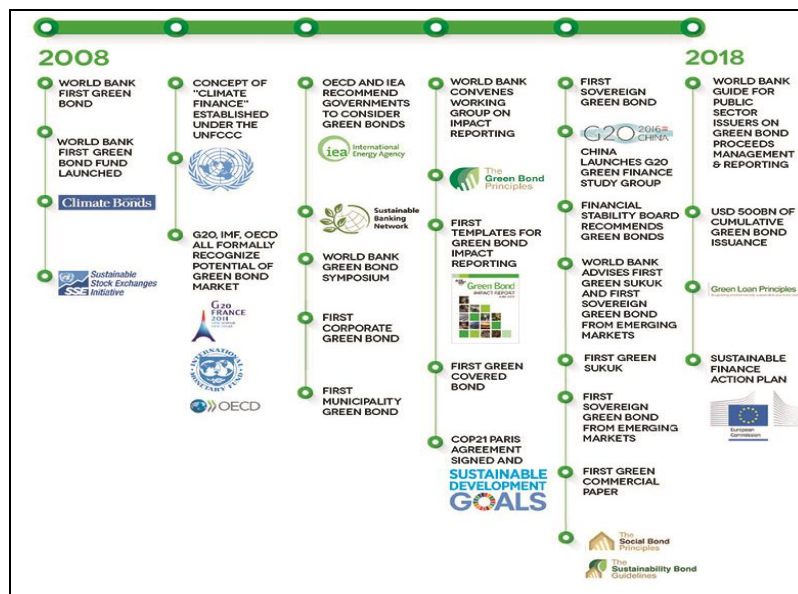 2008
2018
WORLD BANK
FIRST GREEN
BOND
WORLD BANK
FIRST GREEN
BOND FUND
LAUNCHED
Climate Bonds
SSE
Sustainable
Stock Exchanges
Initiative
CONCEPT OF
"CLIMATE
FINANCE"
ESTABLISHED
UNDER THE
UNFCCC
G20, IMF, OECD
ALL FORMALLY
RECOGNIZE
POTENTIAL OF
GREEN BOND
MARKET
G20
FRANCE
2011
INTERNATIONAL
MONETARY FUND
OECD
OECD AND IEA
RECOMMEND
GOVERNMENTS
TO CONSIDER
GREEN BONDS
iea
International
Energy Agency
Sustainable
Banking
Network
WORLD BANK
GREEN BOND
SYMPOSIUM
FIRST
CORPORATE
GREEN BOND
FIRST
MUNICIPALITY
GREEN BOND
WORLD BANK
CONVENES
WORKING
GROUP ON
IMPACT
REPORTING
The
Green Bond
Principles
FIRST
TEMPLATES FOR
GREEN BOND
IMPACT
REPORTING
Green Bond
IMPACT REPORT
FIRST GREEN
COVERED
BOND
COP21 PARIS
AGREEMENT
SIGNED AND
SUSTAINABLE
DEVELOPMENT
GOALS
FIRST
SOVEREIGN
GREEN BOND
G20 2016
CHINA
CHINA
LAUNCHES G20
GREEN FINANCE
STUDY GROUP
FINANCIAL
STABILITY BOARD
RECOMMENDS
GREEN BONDS
WORLD BANK
ADVISES FIRST
GREEN SUKUK
AND FIRST
SOVEREIGN
GREEN BOND
FROM EMERGING
MARKETS
FIRST GREEN
SUKUK
FIRST
SOVEREIGN
GREEN BOND
FROM EMERGING
MARKETS
FIRST GREEN
COMMERCIAL
PAPER
The
Social Bond
Principles
The
Sustainability Bond
Guidelines
WORLD BANK
GUIDE FOR
PUBLIC
SECTOR
ISSUERS ON
GREEN BOND
PROCEEDS
MANAGEMENT
& REPORTING
USD 500BN OF
CUMULATIVE
GREEN BOND
ISSUANCE
Green Loan Principles
SUSTAINABLE
FINANCE
ACTION PLAN
European
Commission